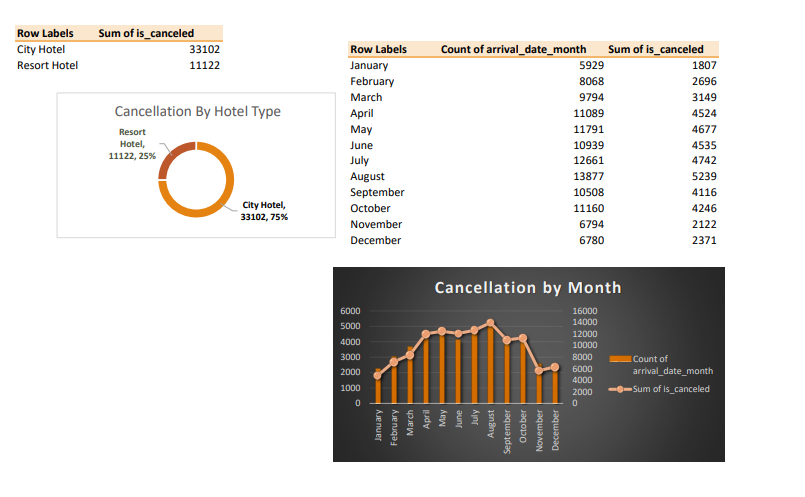 Row Labels Sum of is_canceled
City Hotel 33102
Resort Hotel 11122
Cancellation By Hotel Type
Resort
Hotel,
11122, 25%
City Hotel,
33102, 75%
Row Labels Count of arrival_date_month Sum of is_canceled
January 5929 1807
February 8068 2696
March 9794 3149
April 11089 4524
May 11791 4677
June 10939 4535
July 12661 4742
August 13877 5239
September 10508 4116
October 11160 4246
November 6794 2122
December 6780 2371
Cancellation by Month
6000
5000
4000
3000
2000
1000
0
16000
14000
12000
10000
8000
6000
4000
2000
0
January
February
March
April
May
June
July
August
September
October
November
December
Count of
arrival_date_month
Sum of is_canceled